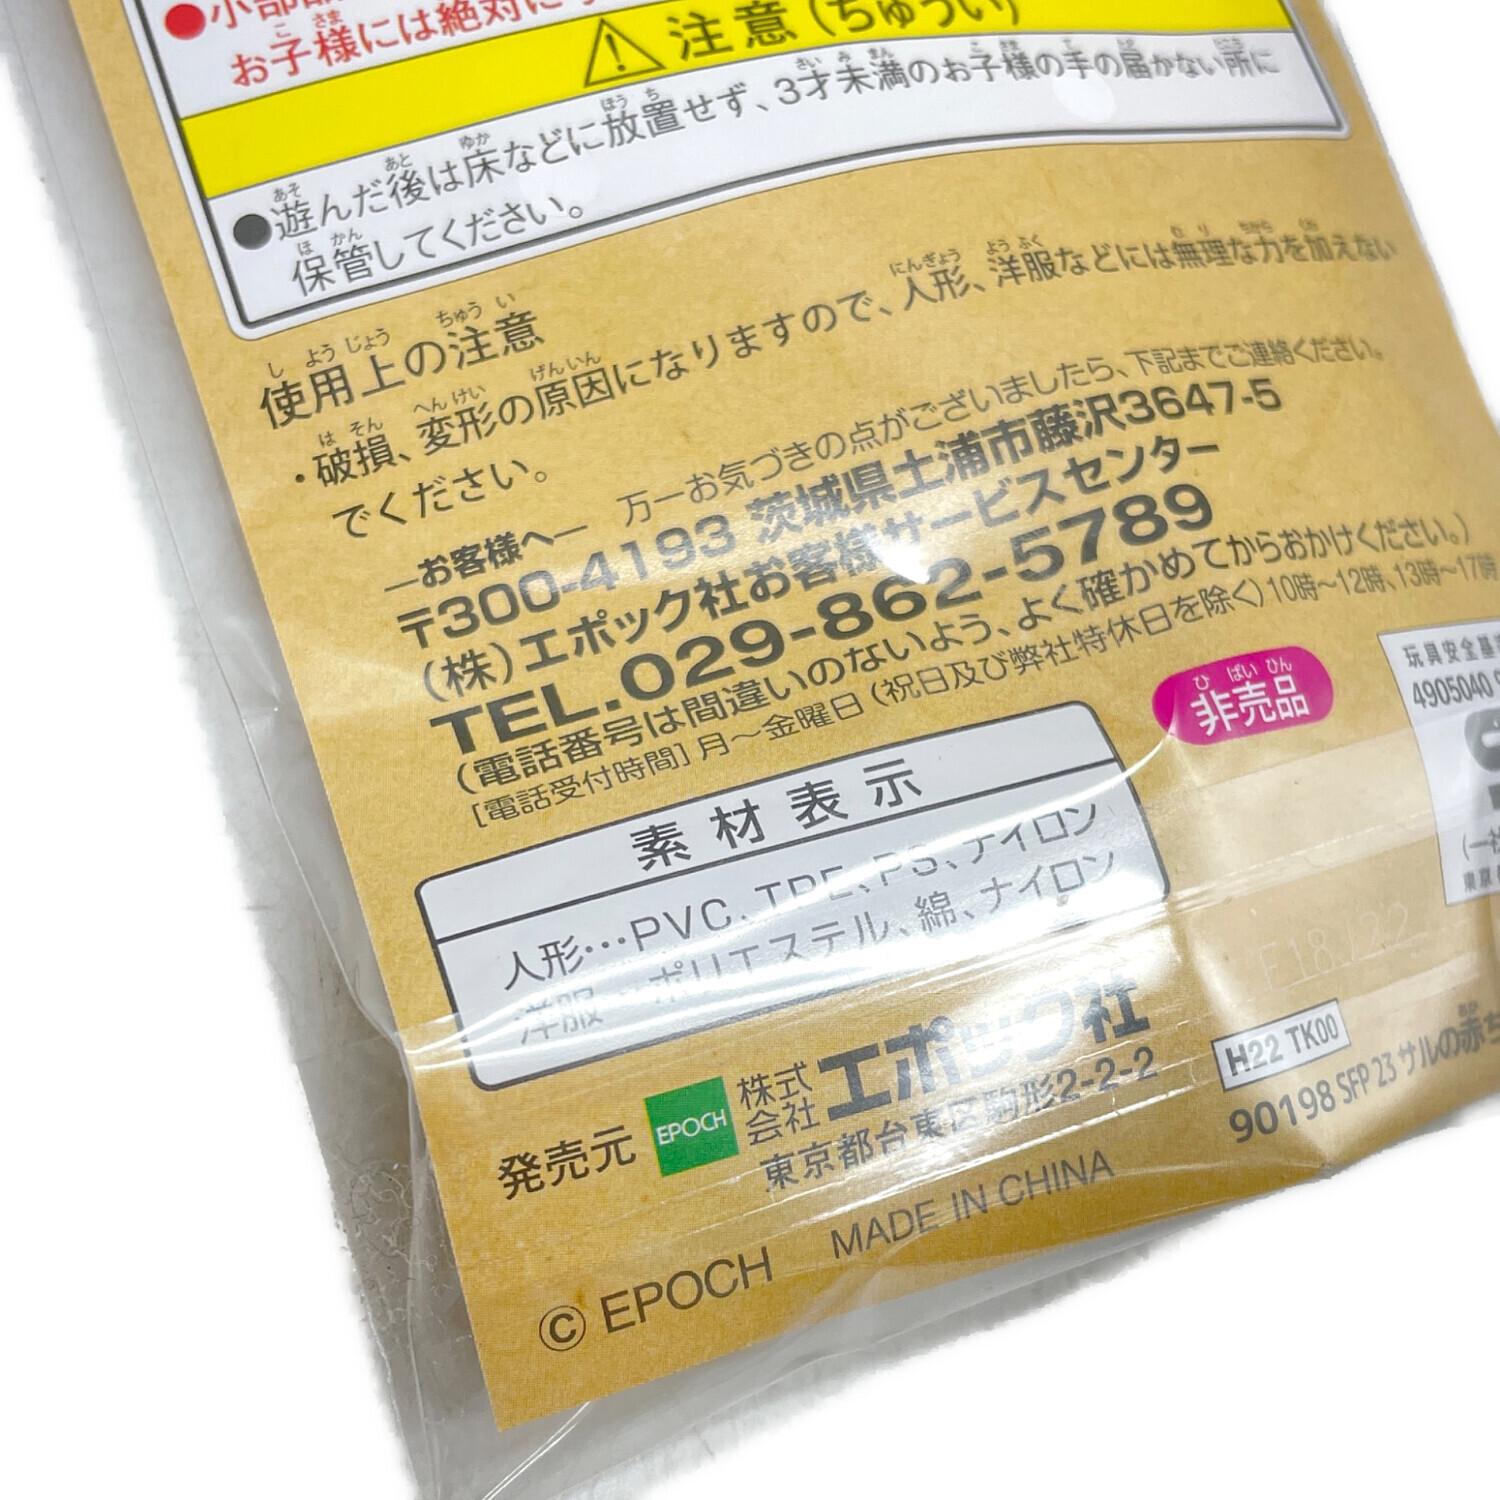 ●小部品
お子様には絶対に
⚠注意(ちゅうい)
●遊んだ後は床などに放置せず、3才未満のお子様の手の届かない所に
保管してください。
使用上の注意
・破損、変形の原因になりますので、人形、洋服などには無理な力を加えない
でください。
—お客様へ— 万一お気づきの点がございましたら、下記までご連絡ください。
〒300-4193 茨城県土浦市藤沢3647-5
(株)エポック社お客様サービスセンター
TEL.029-862-5789
(電話番号は間違いのないよう、よく確かめてからおかけください。)
[電話受付時間]月〜金曜日(祝日及び弊社特休日を除く)10時〜12時、13時〜17時
非売品
玩具安全基
4905040 9
素材表示
人形…PVC、TPE、PS、ナイロン
洋服…ポリエステル、綿、ナイロン
発売元 EPOCH 株式会社 エポック社
東京都台東区駒形2-2-2
© EPOCH MADE IN CHINA
H22 TK00
90198 SFP 23 サルの赤ち
(一社
東京